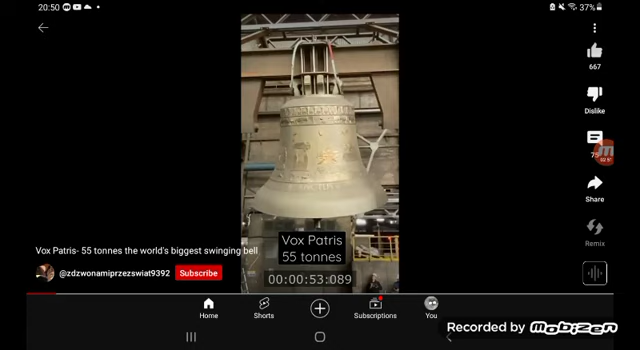 20:50
37%
667
Dislike
Share
Remix
Vox Patris
55 tonnes
00:00:53:089
Vox Patris- 55 tonnes the world's biggest swinging bell
@zdzwonamiprzezswiat9392
Subscribe
Home
Shorts
Subscriptions
You
Recorded by Mobizen